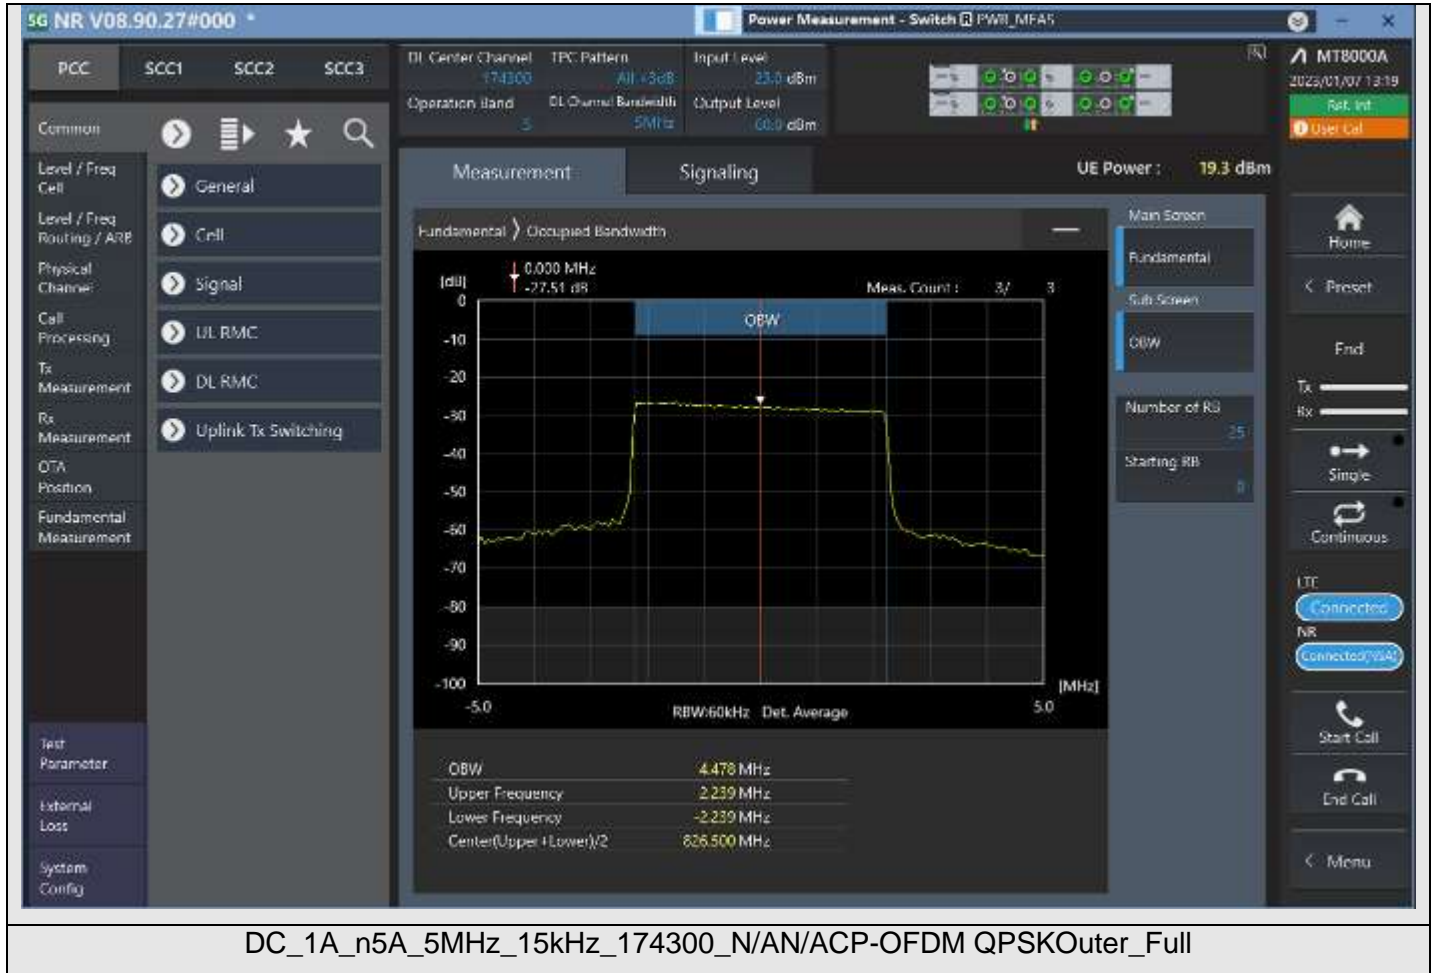 5G NR V08.90.27#000 *
Power Measurement - Switch PWR_MEAS
PCC
SCC1
SCC2
SCC3
DL Center Channel
174300
TPC Pattern
All +3dB
Input Level
23.0 dBm
Operation Band
5
DL Channel Bandwidth
5MHz
Output Level
dBm
MT8000A
2023/01/07 13:19
Ref. Int
User Cal
Common
Level / Freq
Cell
Level / Freq
Routing / ARB
Physical
Channel
Call
Processing
Tx
Measurement
Rx
Measurement
OTA
Position
Fundamental
Measurement
Test
Parameter
External
Loss
System
Config
General
Cell
Signal
UL RMC
DL RMC
Uplink Tx Switching
Measurement
Signaling
UE Power : 19.3 dBm
Fundamental
Occupied Bandwidth
[dB]
0.000 MHz
-27.51 dB
Meas. Count : 3/ 3
OBW
0
-10
-20
-30
-40
-50
-60
-70
-80
-90
-100
-5.0
RBW:60kHz Det. Average
5.0
[MHz]
OBW 4.478 MHz
Upper Frequency 2.239 MHz
Lower Frequency -2.239 MHz
Center(Upper+Lower)/2 826.500 MHz
Main Screen
Fundamental
Sub Screen
OBW
Number of RB
25
Starting RB
0
Home
< Preset
End
Tx
Rx
Single
Continuous
LTE
Connected
NR
Connected(NSA)
Start Call
End Call
< Menu
DC_1A_n5A_5MHz_15kHz_174300_N/AN/ACP-OFDM QPSKOuter_Full